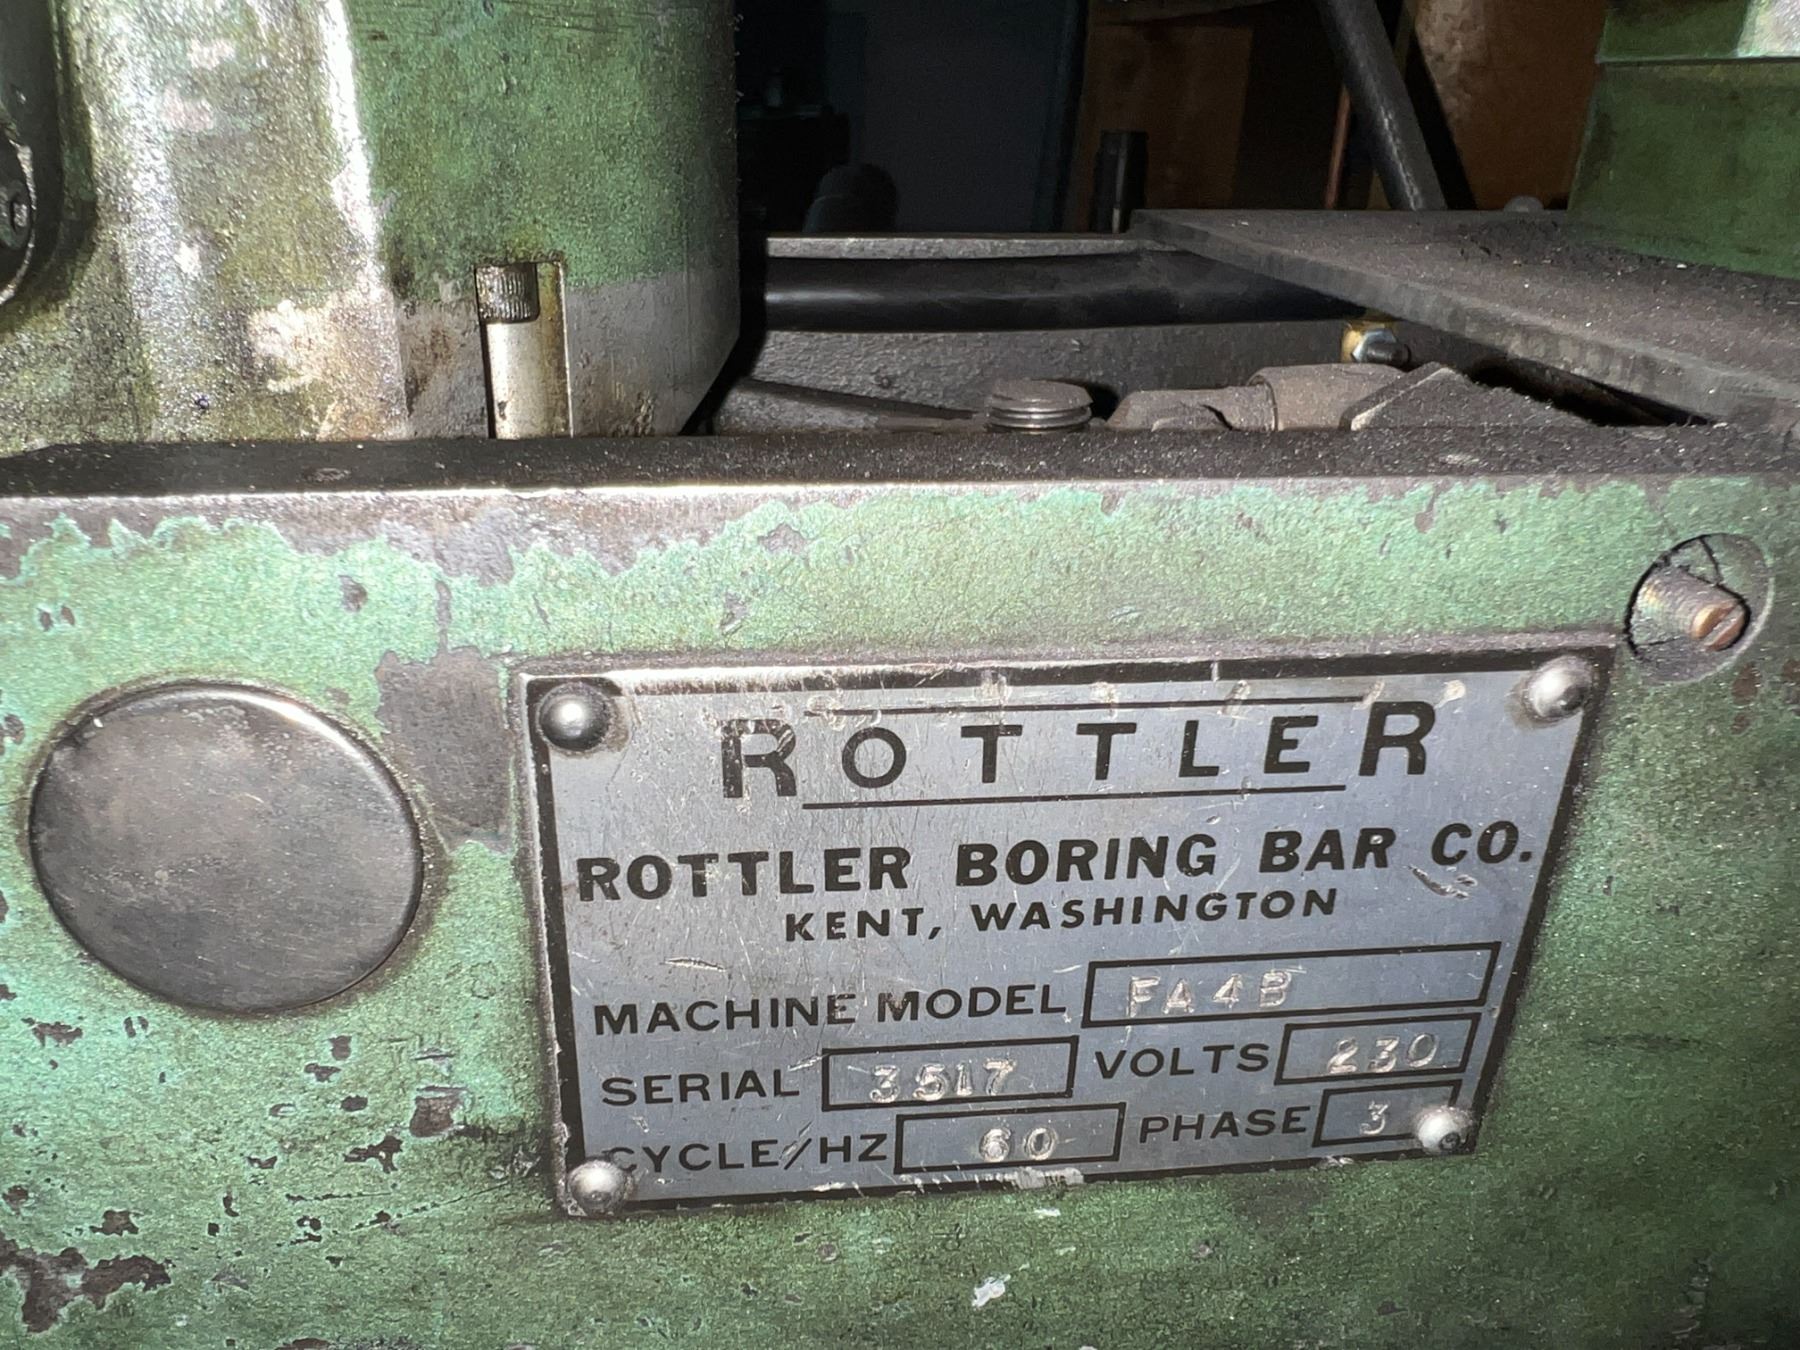 ROTTLER
ROTTLER BORING BAR CO.
KENT, WASHINGTON
MACHINE MODEL FA4B
SERIAL 3517 VOLTS 230
CYCLE/HZ 60 PHASE 3